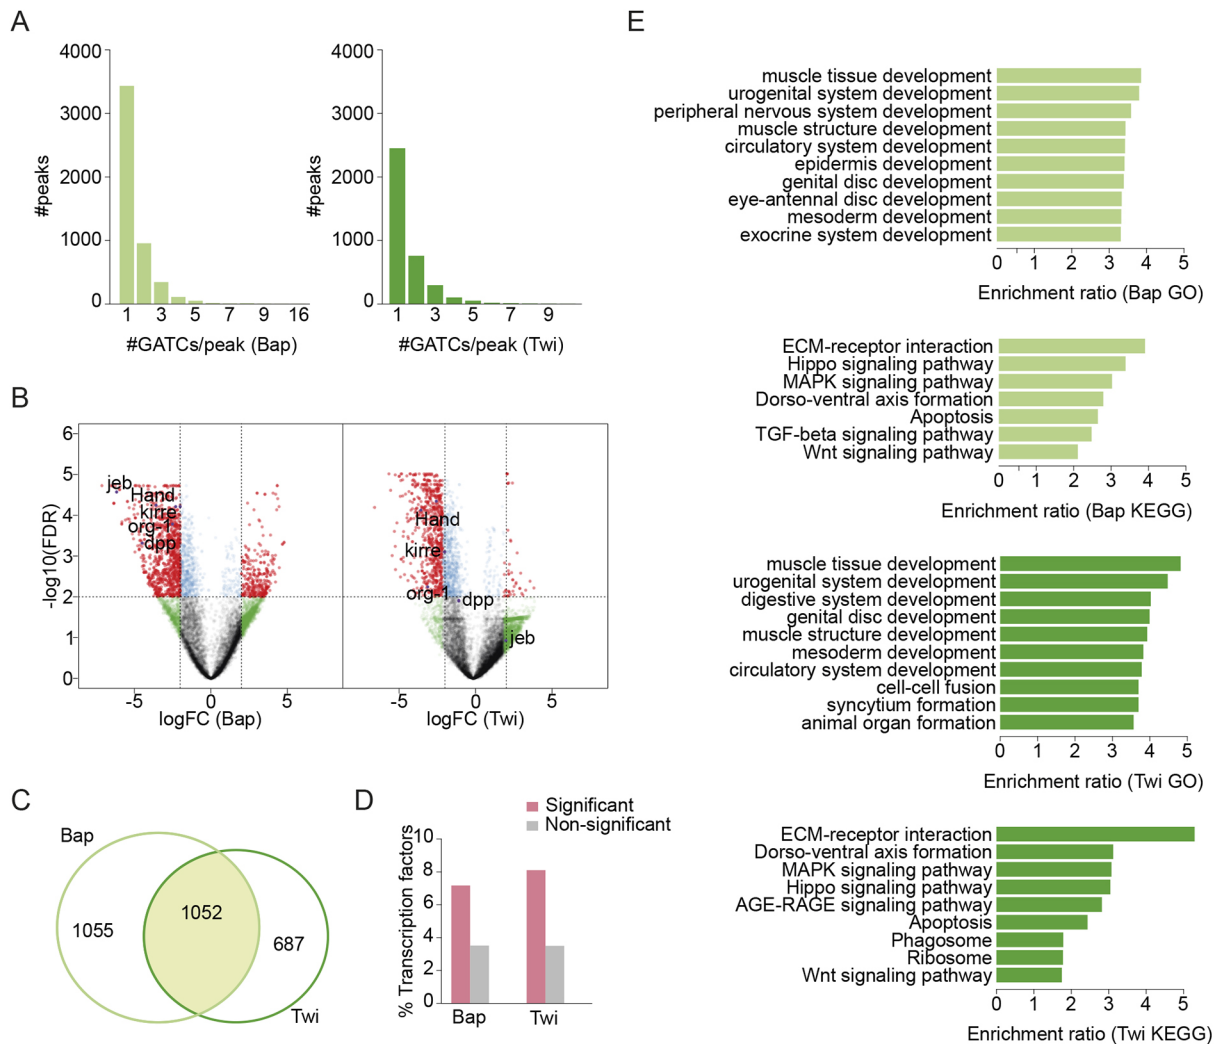 A
4000
3000
2000
1000
0
#peaks
1 3 5 7 9 16
#GATCs/peak (Bap)
4000
3000
2000
1000
0
#peaks
1 3 5 7 9
#GATCs/peak (Twi)
B
6
5
4
3
2
1
0
-log10(FDR)
jeb
Hand
kirre
org-1
dpp
-5 0 5
logFC (Bap)
Hand
kirre
org-1
dpp
jeb
-5 0 5
logFC (Twi)
C
Bap
1055
1052
687
Twi
D
Significant
Non-significant
10
8
6
4
2
0
% Transcription factors
Bap Twi
E
muscle tissue development
urogenital system development
peripheral nervous system development
muscle structure development
circulatory system development
epidermis development
genital disc development
eye-antennal disc development
mesoderm development
exocrine system development
0 1 2 3 4 5
Enrichment ratio (Bap GO)
ECM-receptor interaction
Hippo signaling pathway
MAPK signaling pathway
Dorso-ventral axis formation
Apoptosis
TGF-beta signaling pathway
Wnt signaling pathway
0 1 2 3 4 5
Enrichment ratio (Bap KEGG)
muscle tissue development
urogenital system development
digestive system development
genital disc development
muscle structure development
mesoderm development
circulatory system development
cell-cell fusion
syncytium formation
animal organ formation
0 1 2 3 4 5
Enrichment ratio (Twi GO)
ECM-receptor interaction
Dorso-ventral axis formation
MAPK signaling pathway
Hippo signaling pathway
AGE-RAGE signaling pathway
Apoptosis
Phagosome
Ribosome
Wnt signaling pathway
0 1 2 3 4 5
Enrichment ratio (Twi KEGG)